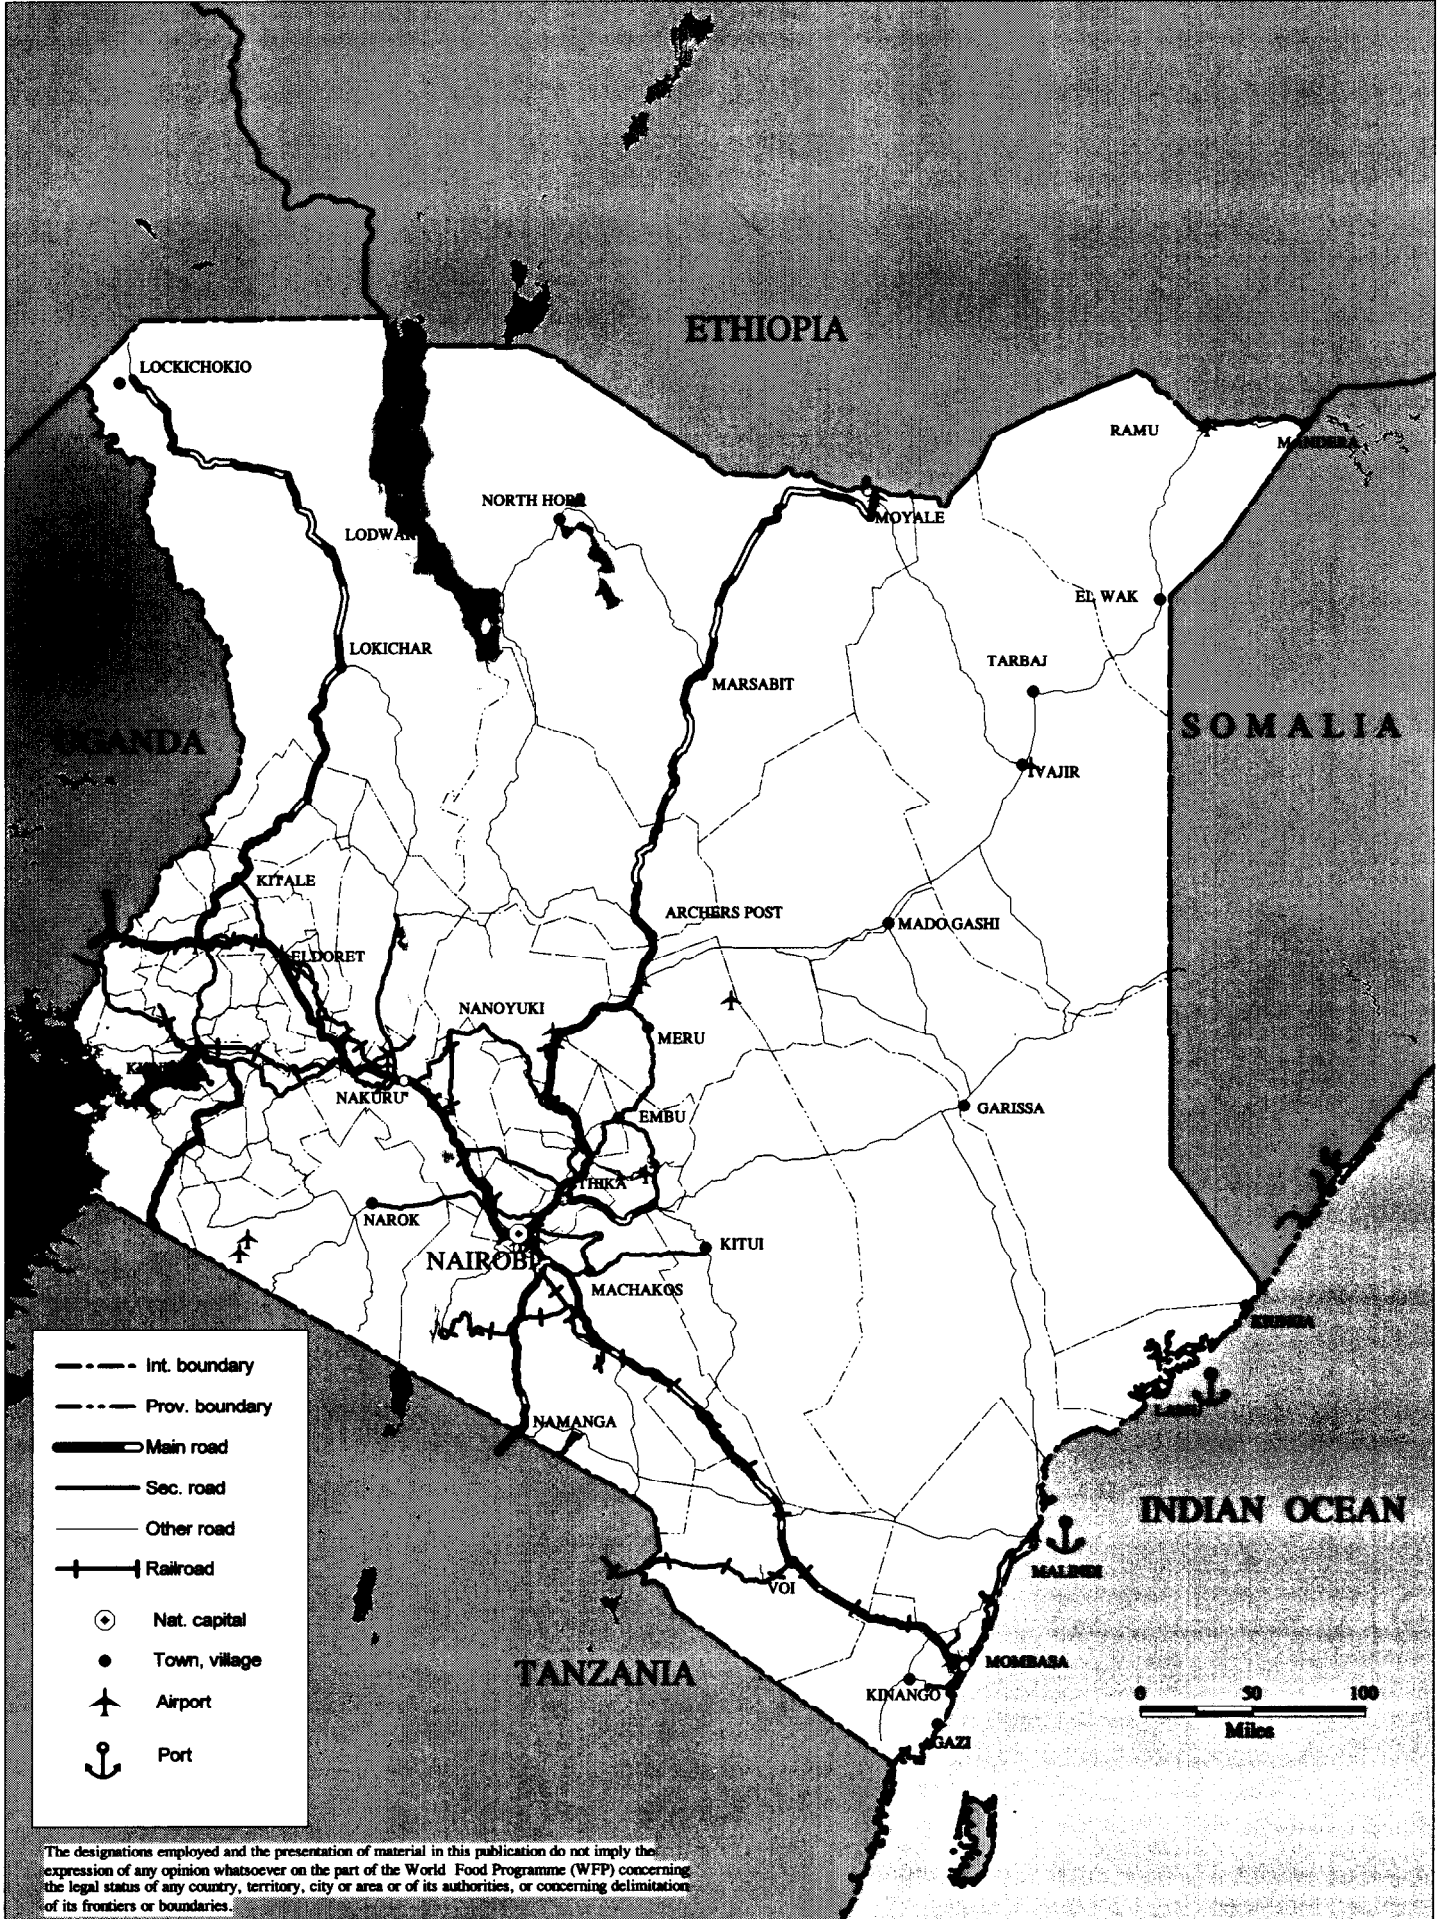 ETHIOPIA
LOCKICHOKIO
RAMU
MANDERA
NORTH HORR
MOYALE
LODWAR
EL WAK
LOKICHAR
TARBAJ
MARSABIT
SOMALIA
UGANDA
IVAJIR
KITALE
ARCHERS POST
MADO GASHI
ELDORET
NANOYUKI
MERU
NAKURU
GARISSA
EMBU
THIKA
NAROK
KITUI
NAIROBI
MACHAKOS
KIUNGA
LAMU
NAMANGA
INDIAN OCEAN
MALINDI
VOI
TANZANIA
MOMBASA
KINANGO
GAZI
0 50 100
Miles
Int. boundary
Prov. boundary
Main road
Sec. road
Other road
Railroad
Nat. capital
Town, village
Airport
Port
The designations employed and the presentation of material in this publication do not imply the
expression of any opinion whatsoever on the part of the World Food Programme (WFP) concerning
the legal status of any country, territory, city or area or of its authorities, or concerning delimitation
of its frontiers or boundaries.